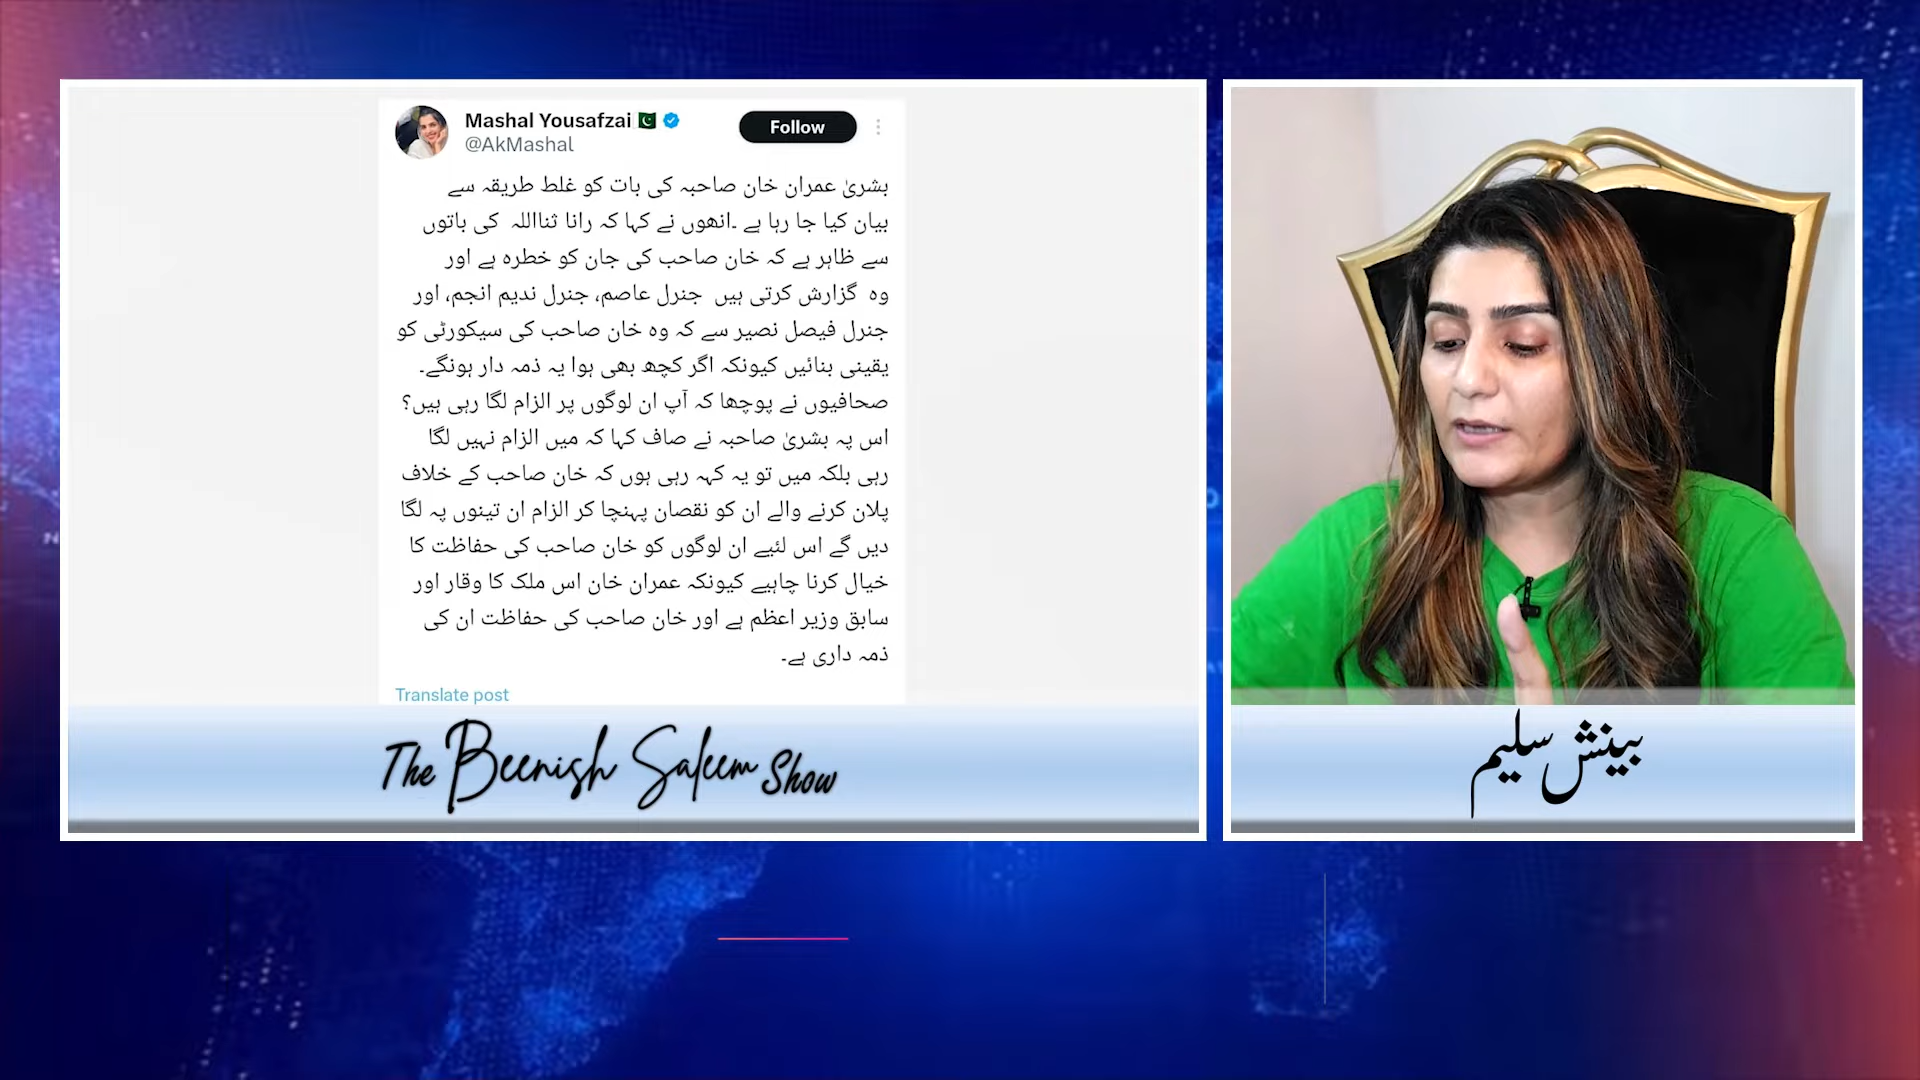 Mashal Yousafzai
@AkMashal
Follow
بشریٰ عمران خان صاحبہ کی بات کو غلط طریقہ سے
بیان کیا جا رہا ہے ۔انھوں نے کہا کہ رانا ثنااللہ کی باتوں
سے ظاہر ہے کہ خان صاحب کی جان کو خطرہ ہے اور
وہ گزارش کرتی ہیں جنرل عاصم، جنرل ندیم انجم، اور
جنرل فیصل نصیر سے کہ وہ خان صاحب کی سیکورٹی کو
یقینی بنائیں کیونکہ اگر کچھ بھی ہوا یہ ذمہ دار ہونگے۔
صحافیوں نے پوچھا کہ آپ ان لوگوں پر الزام لگا رہی ہیں؟
اس پہ بشریٰ صاحبہ نے صاف کہا کہ میں الزام نہیں لگا
رہی بلکہ میں تو یہ کہہ رہی ہوں کہ خان صاحب کے خلاف
پلان کرنے والے ان کو نقصان پہنچا کر الزام ان تینوں پہ لگا
دیں گے اس لئیے ان لوگوں کو خان صاحب کی حفاظت کا
خیال کرنا چاہیے کیونکہ عمران خان اس ملک کا وقار اور
سابق وزیر اعظم ہے اور خان صاحب کی حفاظت ان کی
ذمہ داری ہے۔
Translate post
The Beenish Saleem Show
بینش سلیم